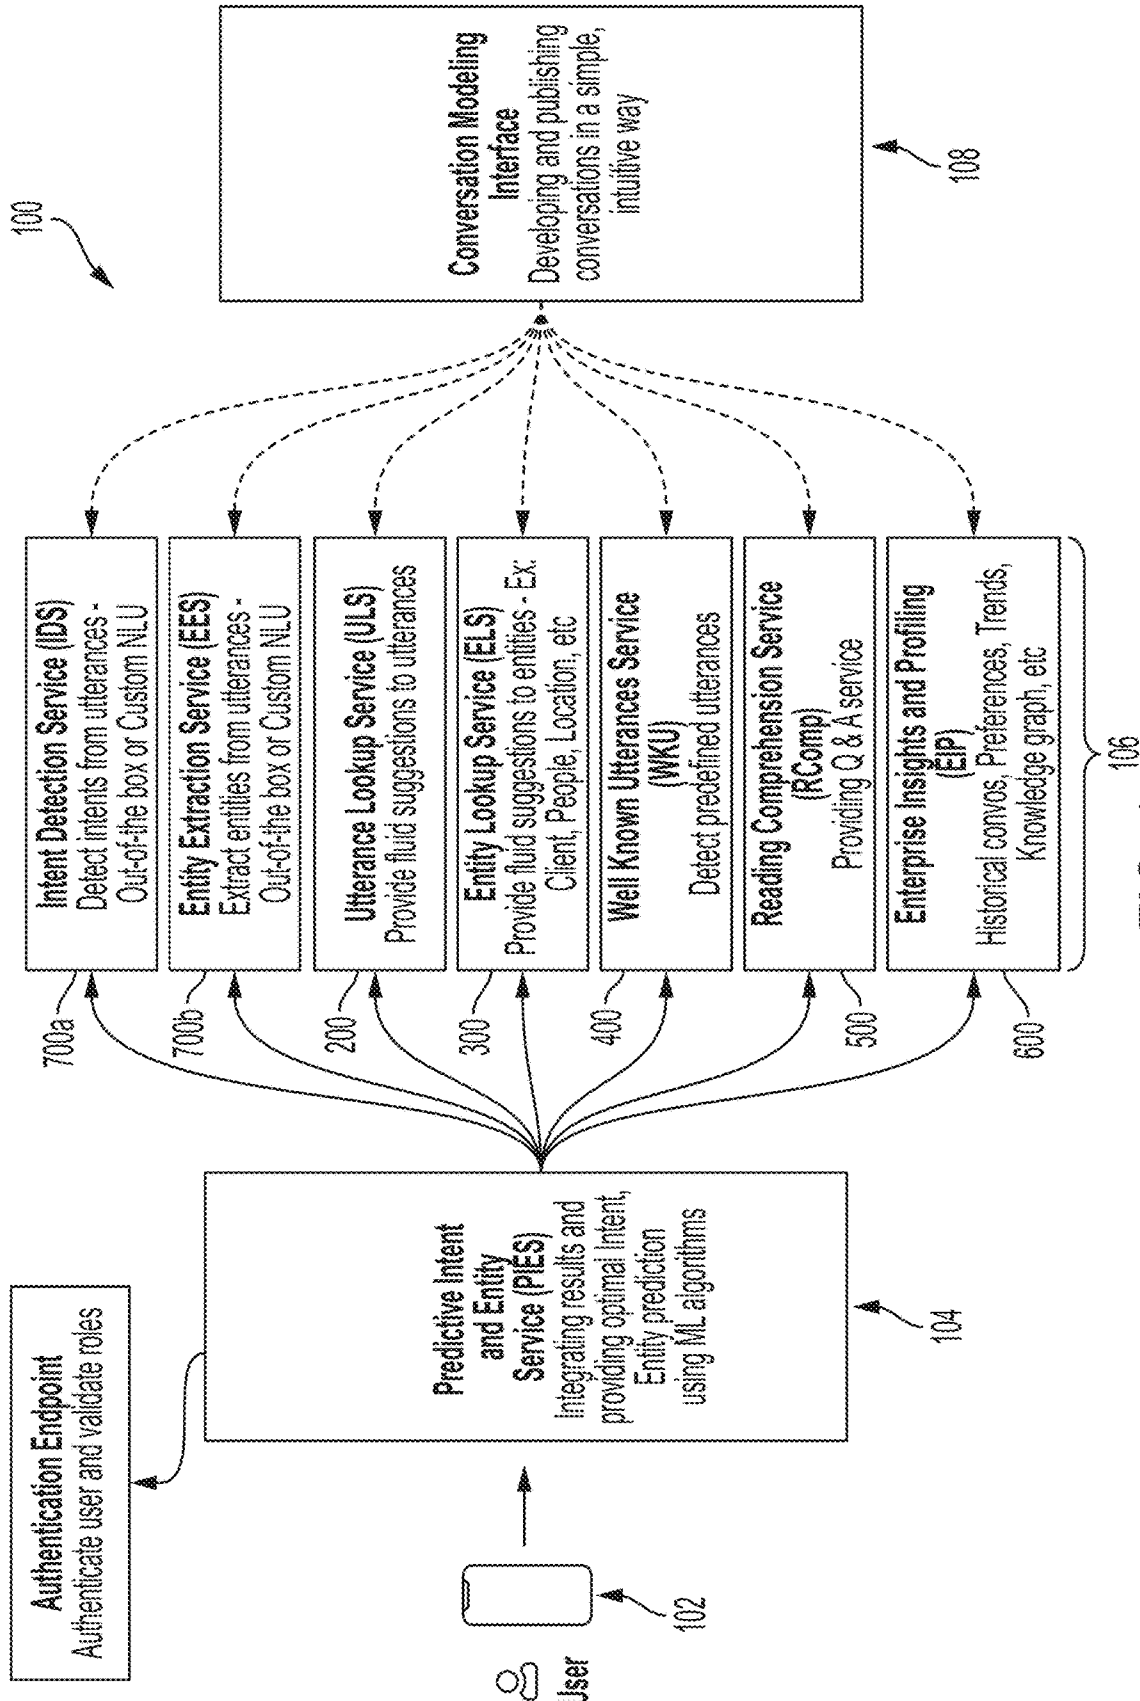 100
Authentication Endpoint
Authenticate user and validate roles
User
102
Predictive Intent
and Entity
Service (PIES)
Integrating results and
providing optimal Intent,
Entity prediction
using ML algorithms
104
700a
Intent Detection Service (IDS)
Detect intents from utterances -
Out-of-the box or Custom NLU
700b
Entity Extraction Service (EES)
Extract entities from utterances -
Out-of-the box or Custom NLU
200
Utterance Lookup Service (ULS)
Provide fluid suggestions to utterances
300
Entity Lookup Service (ELS)
Provide fluid suggestions to entities - Ex:
Client, People, Location, etc
400
Well Known Utterances Service
(WKU)
Detect predefined utterances
500
Reading Comprehension Service
(RComp)
Providing Q & A service
600
Enterprise Insights and Profiling
(EIP)
Historical convos, Preferences, Trends,
Knowledge graph, etc
106
Conversation Modeling
Interface
Developing and publishing
conversations in a simple,
intuitive way
108